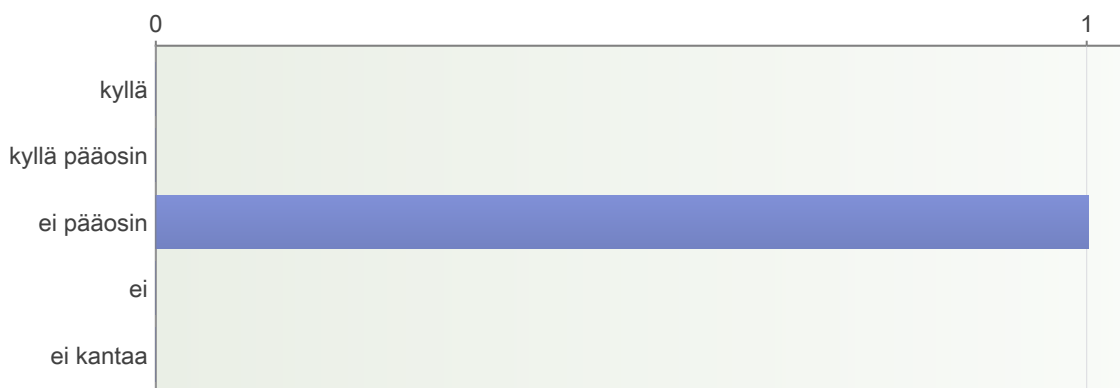 0 1
kyllä
kyllä pääosin
ei pääosin
ei
ei kantaa